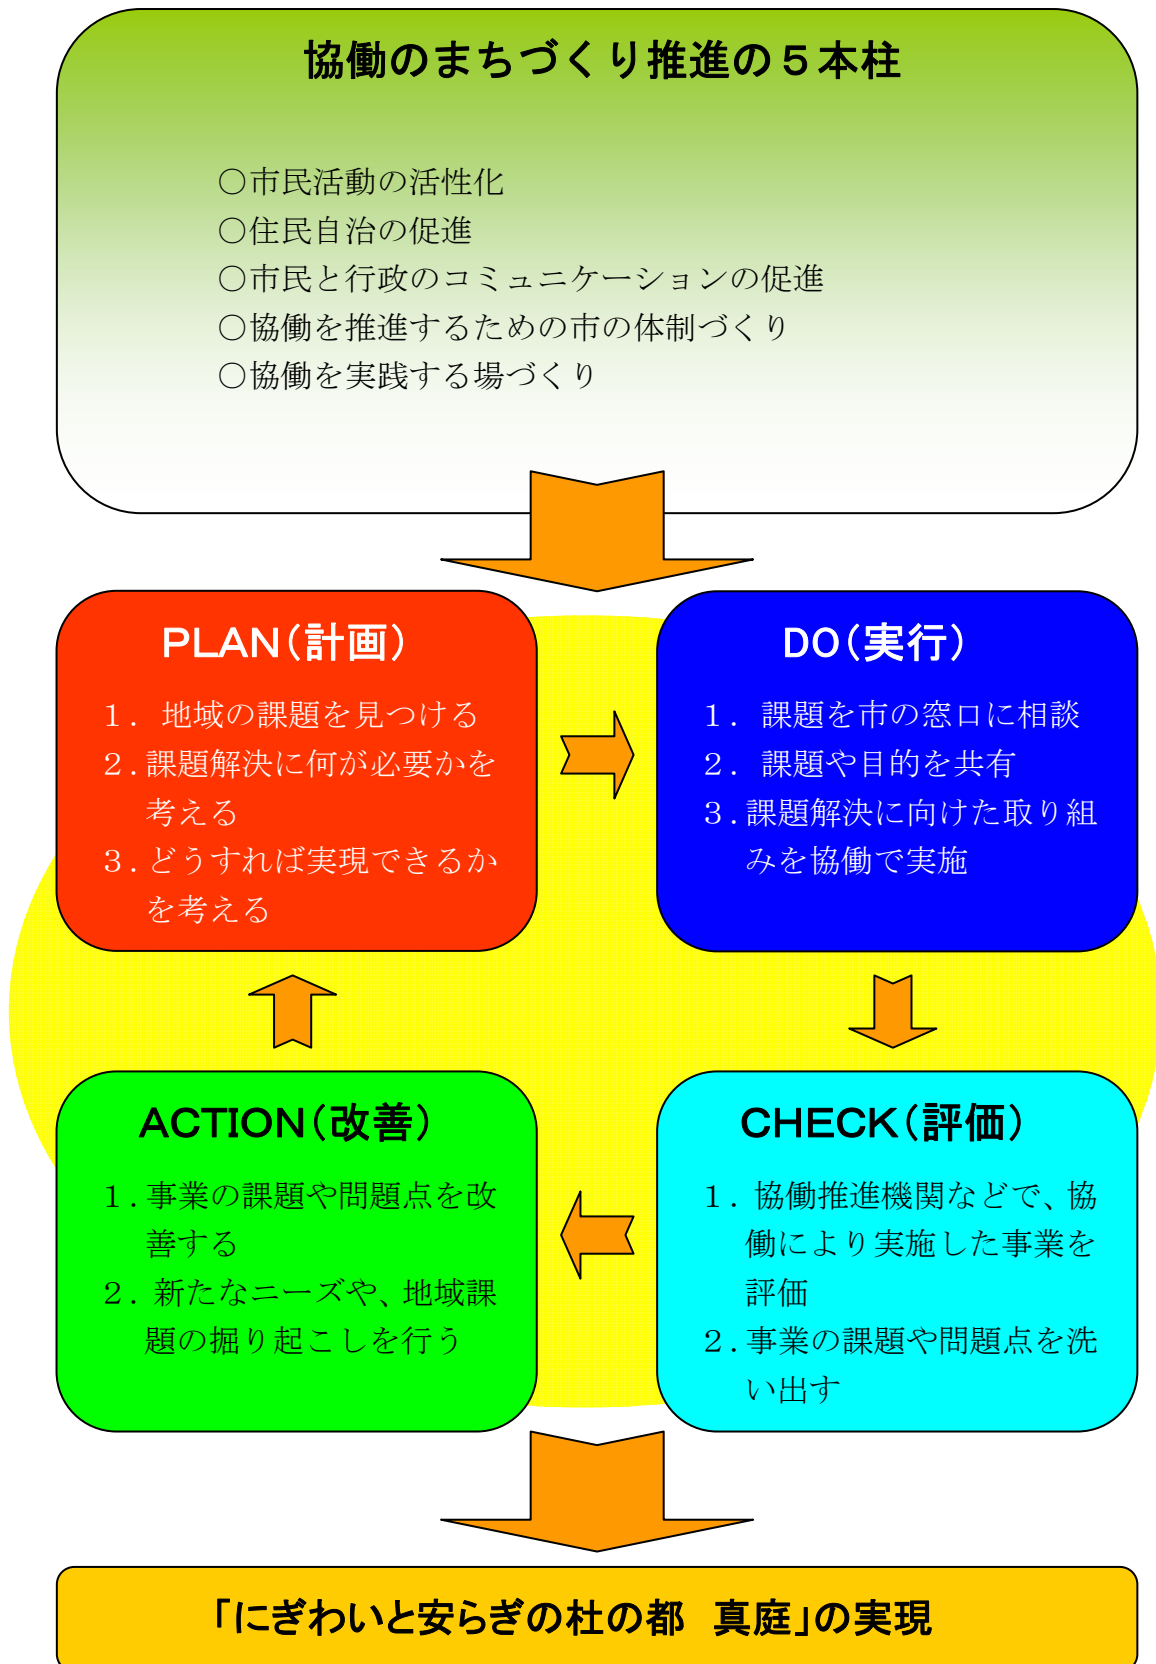 協働のまちづくり推進の５本柱
○市民活動の活性化
○住民自治の促進
○市民と行政のコミュニケーションの促進
○協働を推進するための市の体制づくり
○協働を実践する場づくり
PLAN（計画）
１．地域の課題を見つける
２．課題解決に何が必要かを
考える
３．どうすれば実現できるか
を考える
DO（実行）
１．課題を市の窓口に相談
２．課題や目的を共有
３．課題解決に向けた取り組
みを協働で実施
ACTION（改善）
１．事業の課題や問題点を改
善する
２．新たなニーズや、地域課
題の掘り起こしを行う
CHECK（評価）
１．協働推進機関などで、協
働により実施した事業を
評価
２．事業の課題や問題点を洗
い出す
「にぎわいと安らぎの杜の都　真庭」の実現